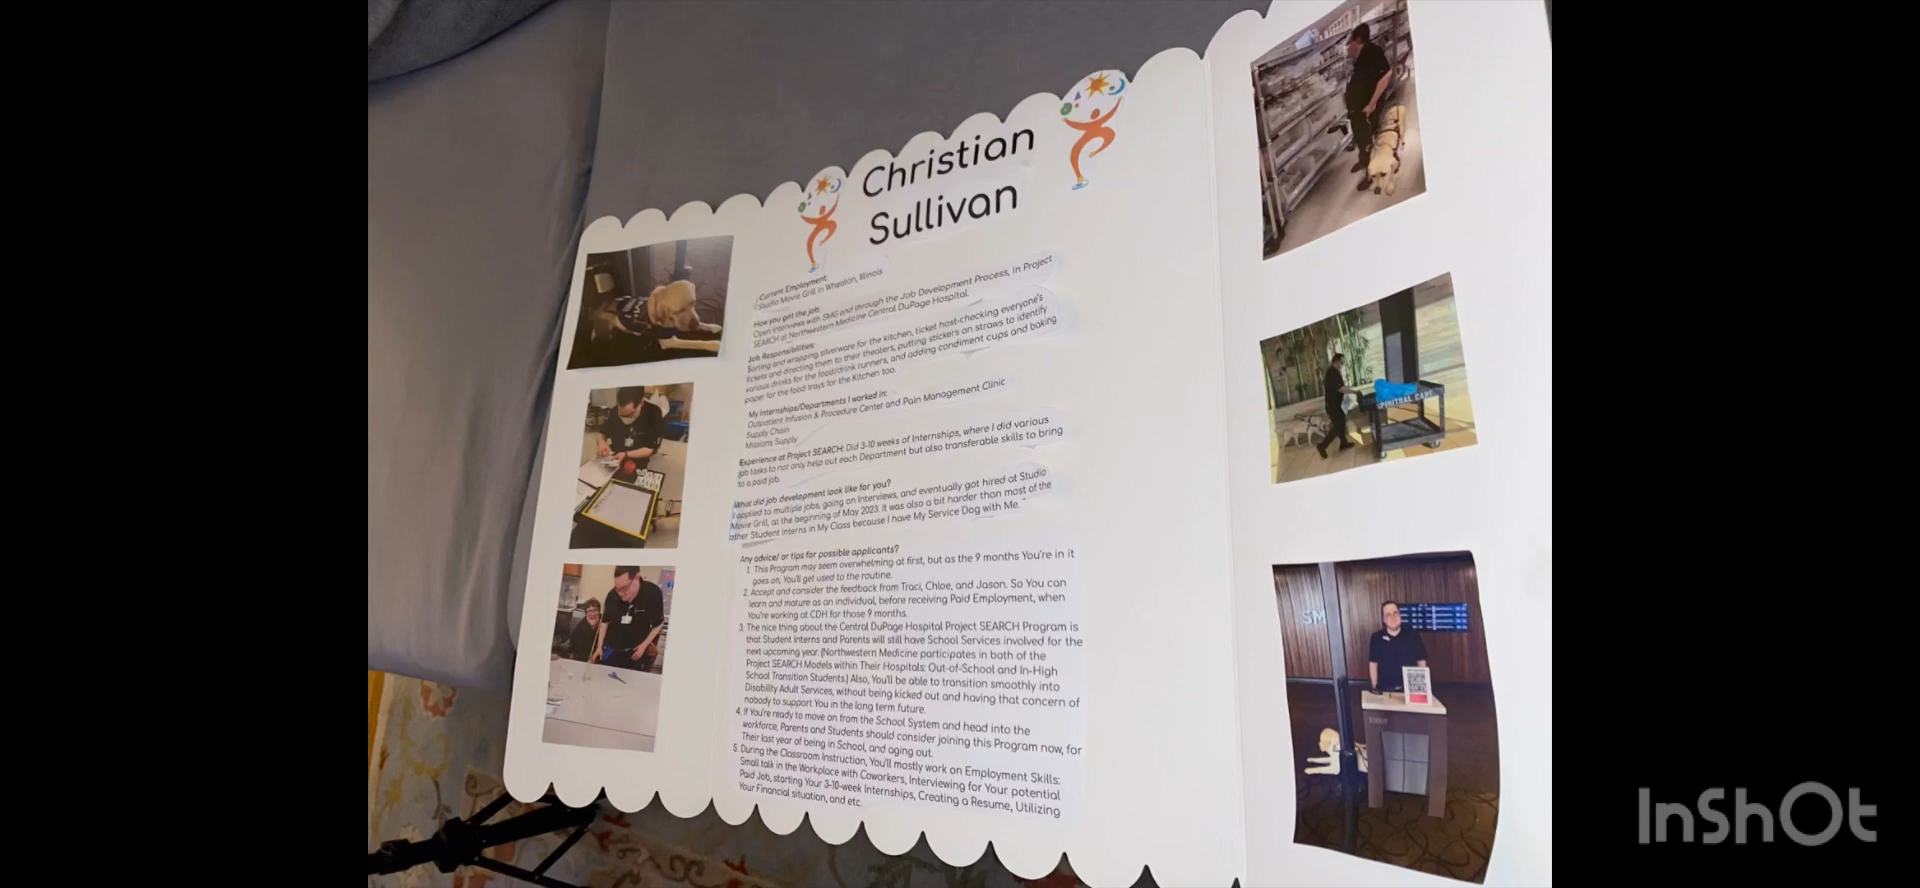 Christian
Sullivan
Current Employment:
Studio Movie Grill in Wheaton, Illinois
How you got the job:
Open Interviews with SMG and through the Job Development Process, in Project
SEARCH at Northwestern Medicine Central DuPage Hospital.
Job Responsibilities:
Sorting and wrapping silverware for the kitchen, ticket host-checking everyone's
tickets and directing them to their theaters, putting stickers on straws to identify
various drinks for the food/drink runners, and adding condiment cups and baking
paper for the food trays for the Kitchen too.
My Internships/Departments I worked in:
Outpatient Infusion & Procedure Center and Pain Management Clinic
Supply Chain
Missions Supply
Experience at Project SEARCH: Did 3-10 weeks of Internships, where I did various
job tasks to not only help out each Department but also transferable skills to bring
to a paid job.
What did job development look like for you?
I applied to multiple jobs, going on Interviews, and eventually got hired at Studio
Movie Grill, at the beginning of May 2023. It was also a bit harder than most of the
other Student Interns in My Class because I have My Service Dog with Me."
Any advice/ or tips for possible applicants?
1. This Program may seem overwhelming at first, but as the 9 months You're in it
goes on, You'll get used to the routine.
2. Accept and consider the feedback from Traci, Chloe, and Jason. So You can
learn and mature as an individual, before receiving Paid Employment, when
You're working at CDH for those 9 months.
3. The nice thing about the Central DuPage Hospital Project SEARCH Program is
that Student Interns and Parents will still have School Services involved for the
next upcoming year. (Northwestern Medicine participates in both of the
Project SEARCH Models within Their Hospitals: Out-of-School and In-High
School Transition Students.) Also, You'll be able to transition smoothly into
Disability Adult Services, without being kicked out and having that concern of
nobody to support You in the long term future.
4. If You're ready to move on from the School System and head into the
workforce, Parents and Students should consider joining this Program now, for
Their last year of being in School, and aging out.
5. During the Classroom Instruction, You'll mostly work on Employment Skills:
Small talk in the Workplace with Coworkers, Interviewing for Your potential
Paid Job, starting Your 3-10-week Internships, Creating a Resume, Utilizing
Your Financial situation, and etc.
SPIRITUAL CARE
SM
InShOt